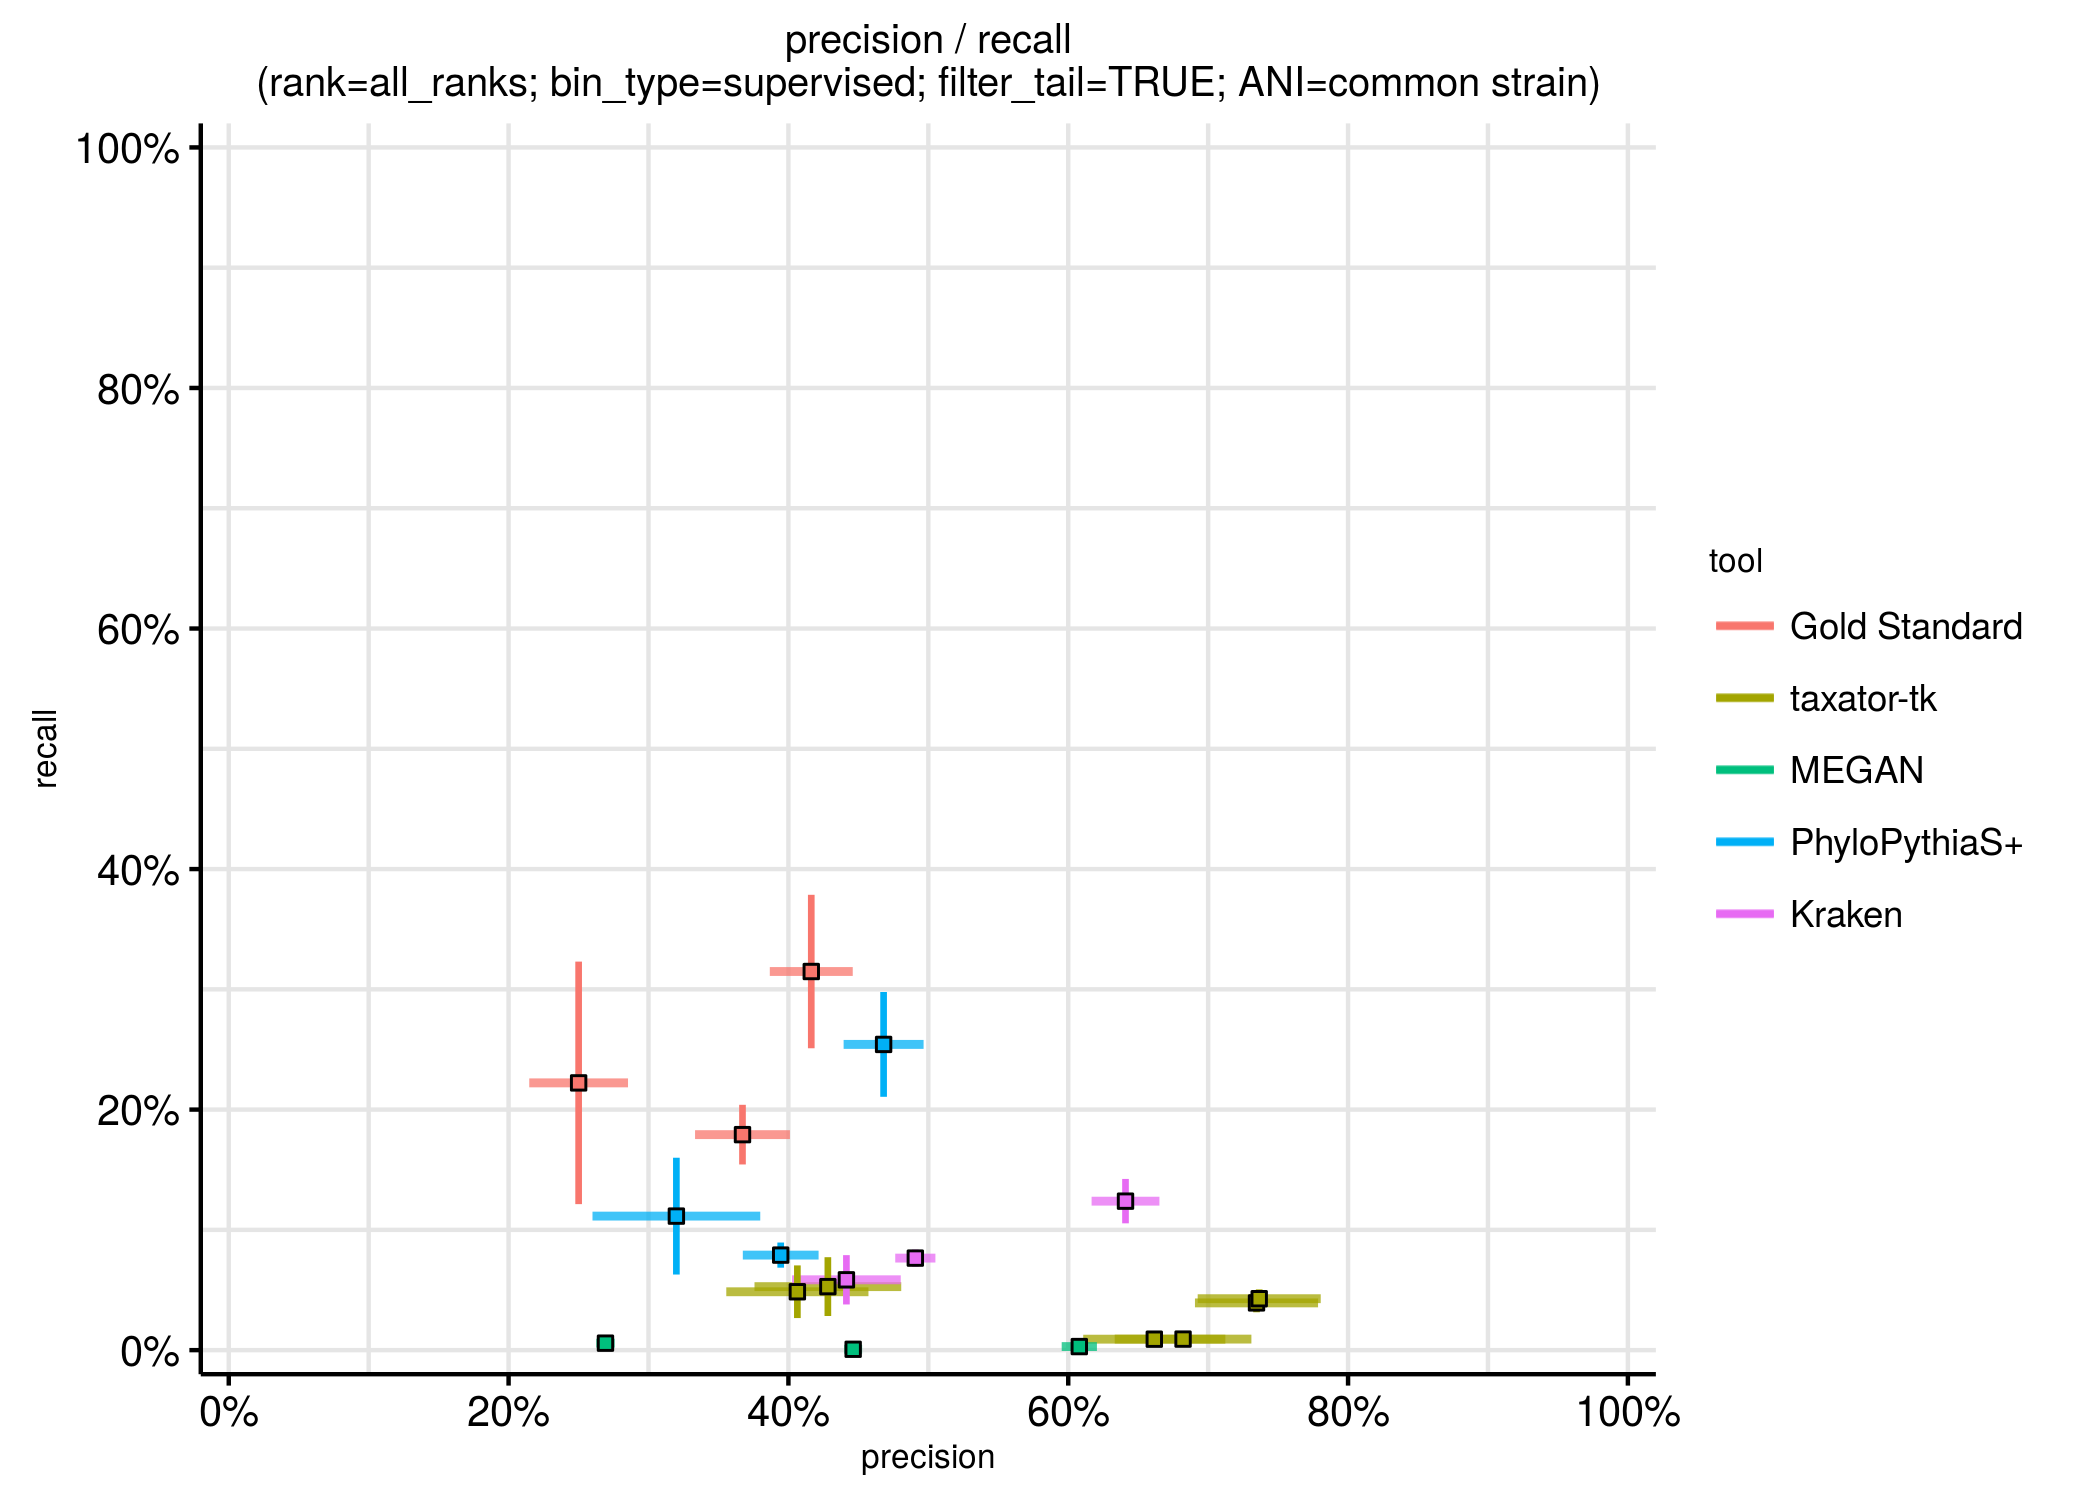 precision / recall
(rank=all_ranks; bin_type=supervised; filter_tail=TRUE; ANI=common strain)
100%
80%
60%
40%
20%
0%
recall
0%
20%
40%
60%
80%
100%
precision
tool
Gold Standard
taxator-tk
MEGAN
PhyloPythiaS+
Kraken